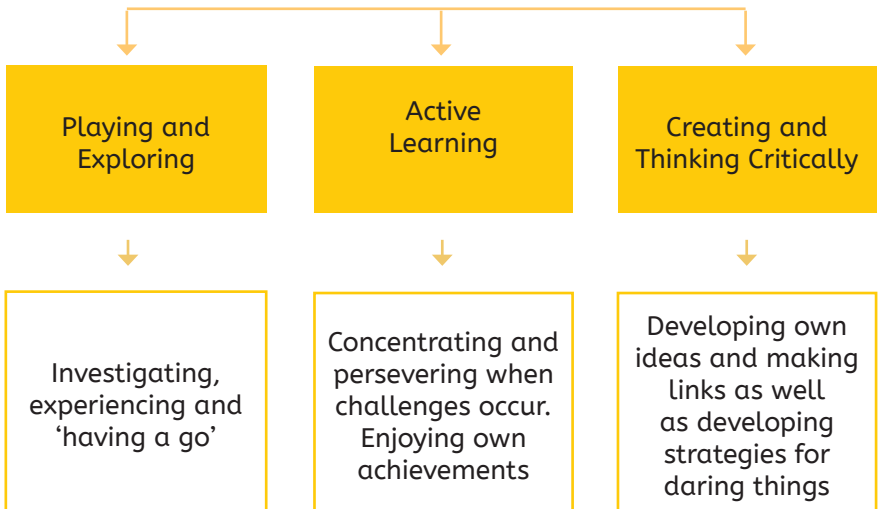 Playing and
Exploring
Active
Learning
Creating and
Thinking Critically
Investigating,
experiencing and
‘having a go’
Concentrating and
persevering when
challenges occur.
Enjoying own
achievements
Developing own
ideas and making
links as well
as developing
strategies for
daring things